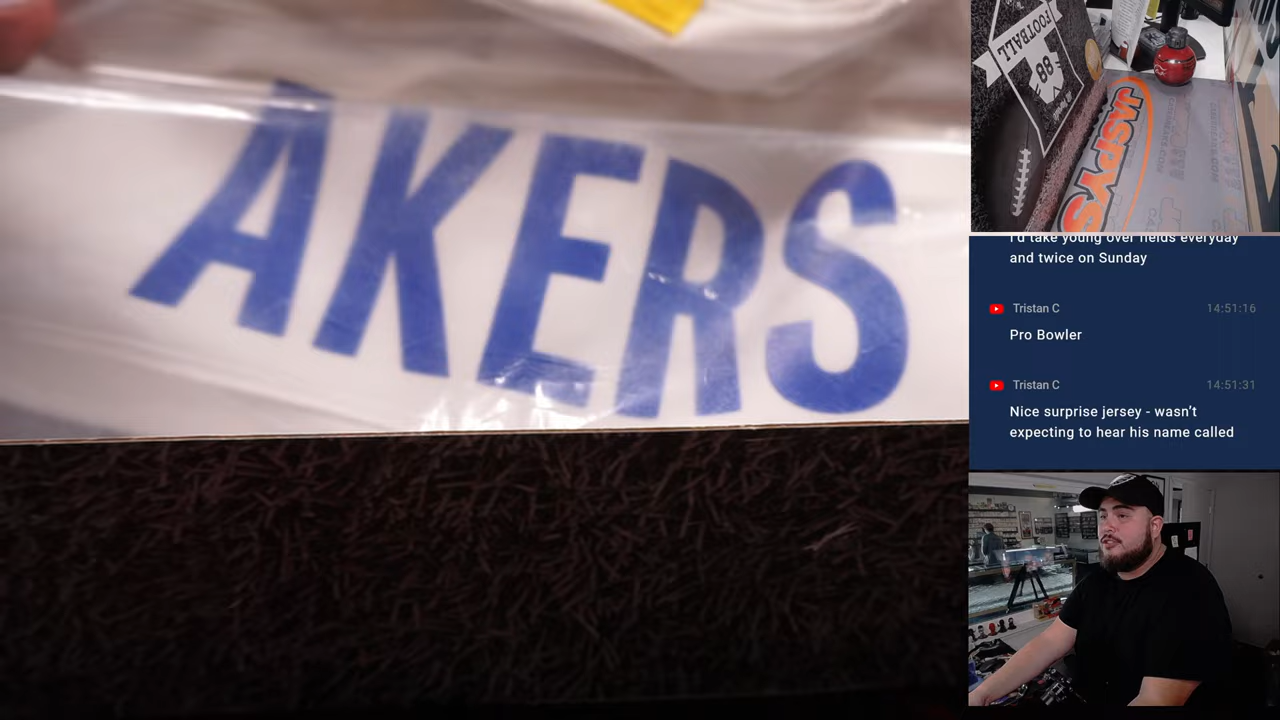 AKERS
FOOTBALL
88
JASPYS
I'd take young over fields everyday
and twice on Sunday
Tristan C 14:51:16
Pro Bowler
Tristan C 14:51:31
Nice surprise jersey - wasn't
expecting to hear his name called